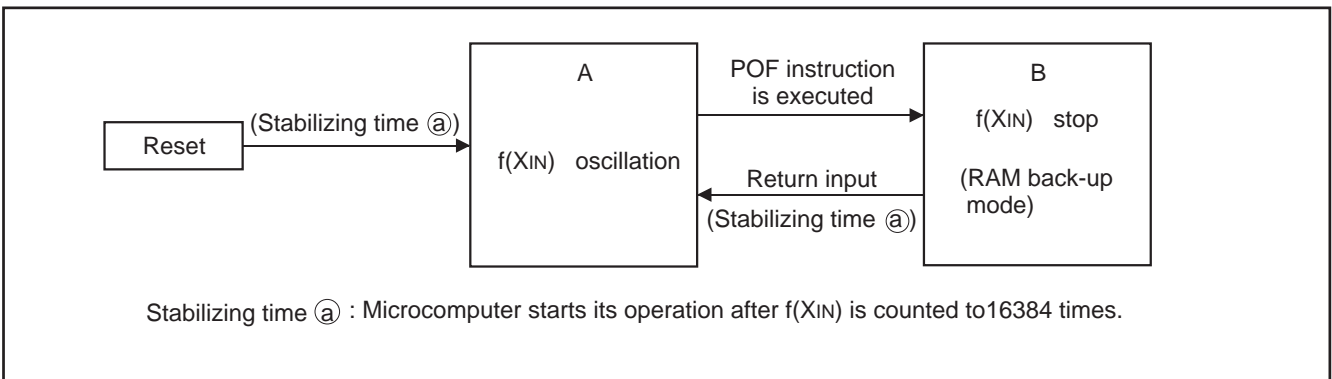 Reset
(Stabilizing time ⓐ)
A
f(XIN) oscillation
POF instruction
is executed
Return input
(Stabilizing time ⓐ)
B
f(XIN) stop
(RAM back-up
mode)
Stabilizing time ⓐ : Microcomputer starts its operation after f(XIN) is counted to16384 times.